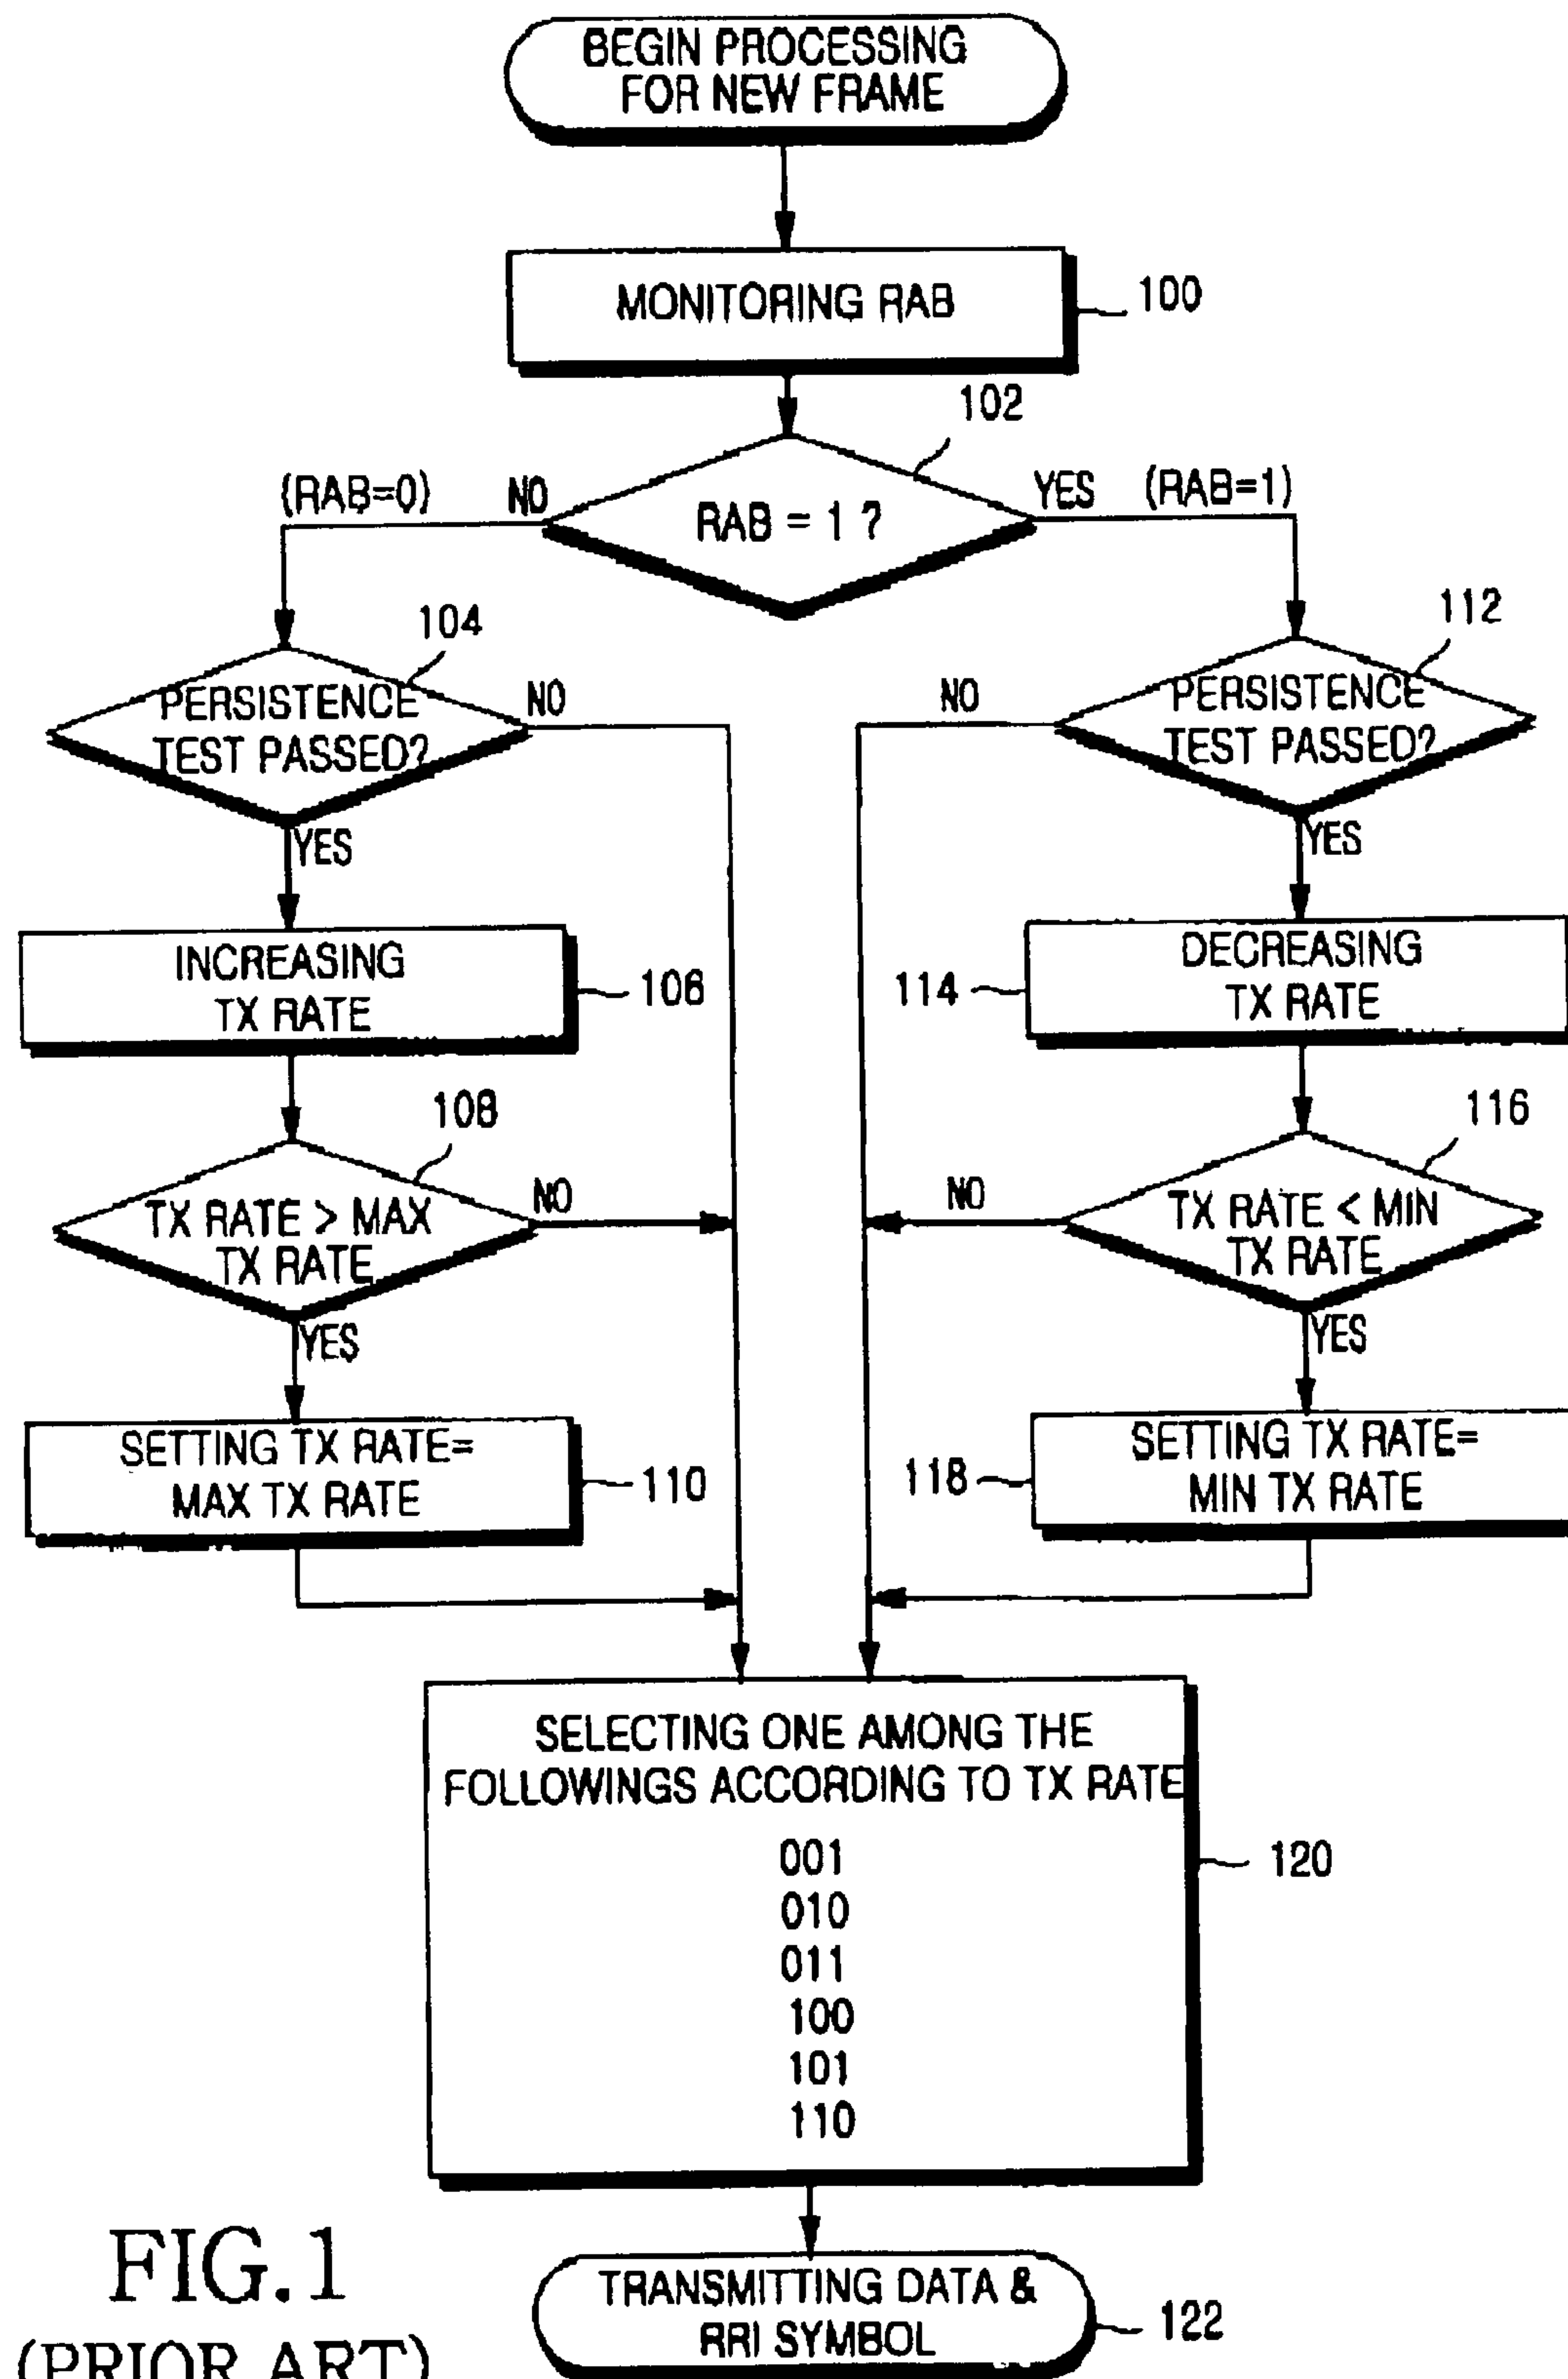 BEGIN PROCESSING
FOR NEW FRAME
MONITORING RAB
100
102
(RAB=0)
NO
RAB = 1 ?
YES
(RAB=1)
104
PERSISTENCE
TEST PASSED?
NO
YES
112
NO
PERSISTENCE
TEST PASSED?
YES
INCREASING
TX RATE
106
114
DECREASING
TX RATE
108
TX RATE > MAX
TX RATE
NO
YES
116
NO
TX RATE < MIN
TX RATE
YES
SETTING TX RATE=
MAX TX RATE
110
118
SETTING TX RATE=
MIN TX RATE
SELECTING ONE AMONG THE
FOLLOWINGS ACCORDING TO TX RATE
001
010
011
100
101
110
120
TRANSMITTING DATA &
RRI SYMBOL
122
FIG.1
(PRIOR ART)